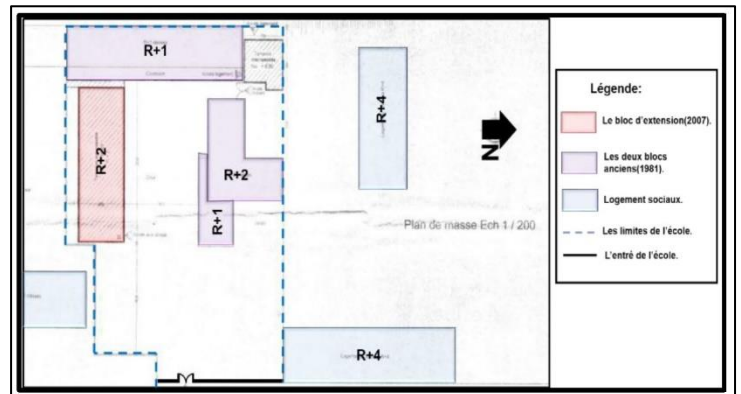 R+1
R+4
R+2
R+2
R+1
N
Plan de masse Ech 1 / 200
R+4
Légende:
Le bloc d'extension(2007).
Les deux blocs
anciens(1981).
Logement sociaux.
Les limites de l'école.
L'entré de l'école.